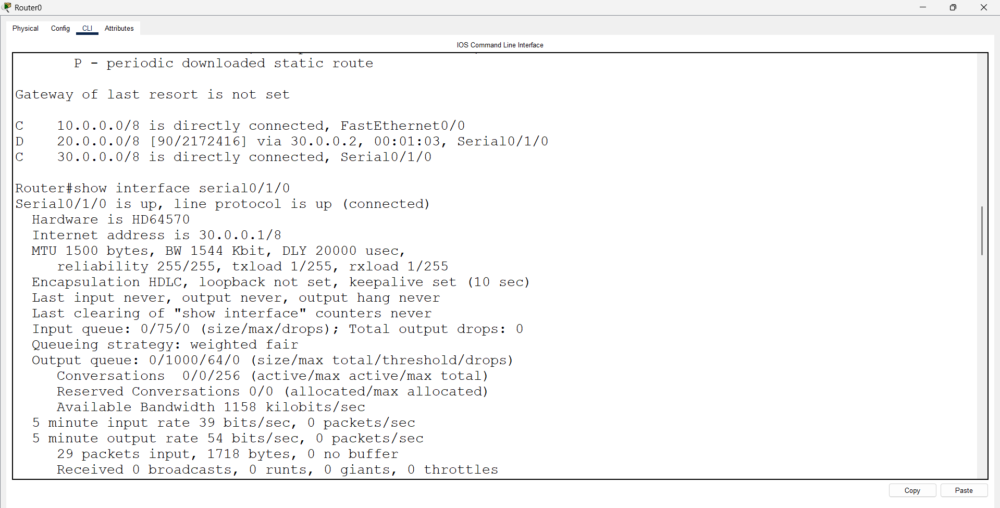 Router0
Physical Config CLI Attributes
IOS Command Line Interface
P - periodic downloaded static route
Gateway of last resort is not set
C 10.0.0.0/8 is directly connected, FastEthernet0/0
D 20.0.0.0/8 [90/2172416] via 30.0.0.2, 00:01:03, Serial0/1/0
C 30.0.0.0/8 is directly connected, Serial0/1/0
Router#show interface serial0/1/0
Serial0/1/0 is up, line protocol is up (connected)
Hardware is HD64570
Internet address is 30.0.0.1/8
MTU 1500 bytes, BW 1544 Kbit, DLY 20000 usec,
reliability 255/255, txload 1/255, rxload 1/255
Encapsulation HDLC, loopback not set, keepalive set (10 sec)
Last input never, output never, output hang never
Last clearing of "show interface" counters never
Input queue: 0/75/0 (size/max/drops); Total output drops: 0
Queueing strategy: weighted fair
Output queue: 0/1000/64/0 (size/max total/threshold/drops)
Conversations 0/0/256 (active/max active/max total)
Reserved Conversations 0/0 (allocated/max allocated)
Available Bandwidth 1158 kilobits/sec
5 minute input rate 39 bits/sec, 0 packets/sec
5 minute output rate 54 bits/sec, 0 packets/sec
29 packets input, 1718 bytes, 0 no buffer
Received 0 broadcasts, 0 runts, 0 giants, 0 throttles
Copy Paste